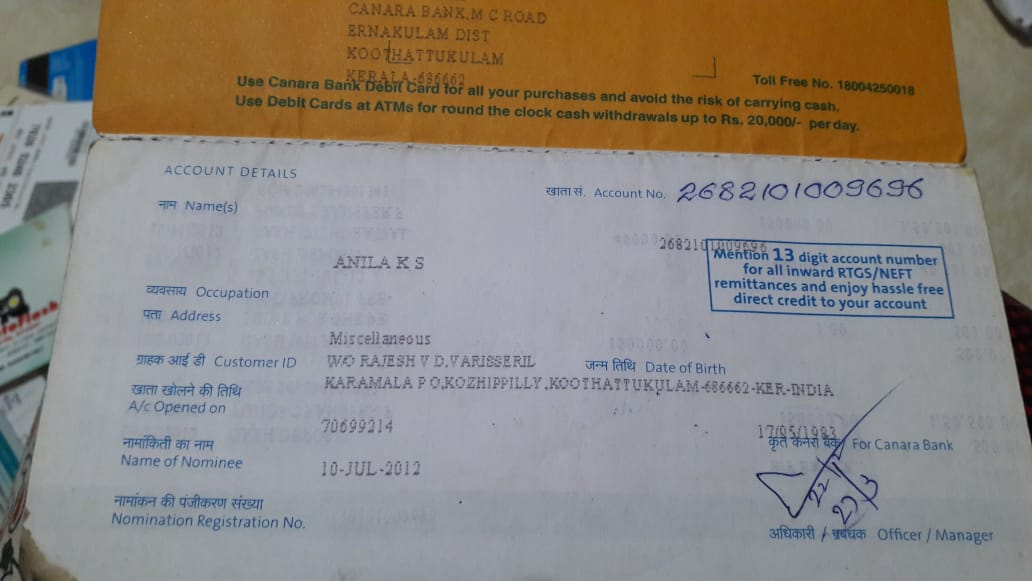 CANARA BANK,M C ROAD
ERNAKULAM DIST
KOOTHATTUKULAM
KERALA-686662
Toll Free No. 18004250018
Use Canara Bank Debit Card for all your purchases and avoid the risk of carrying cash.
Use Debit Cards at ATMs for round the clock cash withdrawals up to Rs. 20,000/- per day.
ACCOUNT DETAILS
खाता सं. Account No. 2682101009696
नाम Name(s)
2682101009696
ANILA K S
Mention 13 digit account number
for all inward RTGS/NEFT
remittances and enjoy hassle free
direct credit to your account
व्यवसाय Occupation
पता Address
Miscellaneous
ग्राहक आई डी Customer ID W/O RAJESH V D,VARISSERIL जन्म तिथि Date of Birth
खाता खोलने की तिथि KARAMALA P O,KOZHIPPILLY,KOOTHATTUKULAM-686662-KER-INDIA
A/c Opened on
70699214 17/05/1983
नामांकिती का नाम कृते केनरा बैंक For Canara Bank
Name of Nominee 10-JUL-2012
नामांकन की पंजीकरण संख्या
Nomination Registration No.
अधिकारी / प्रबंधक Officer / Manager